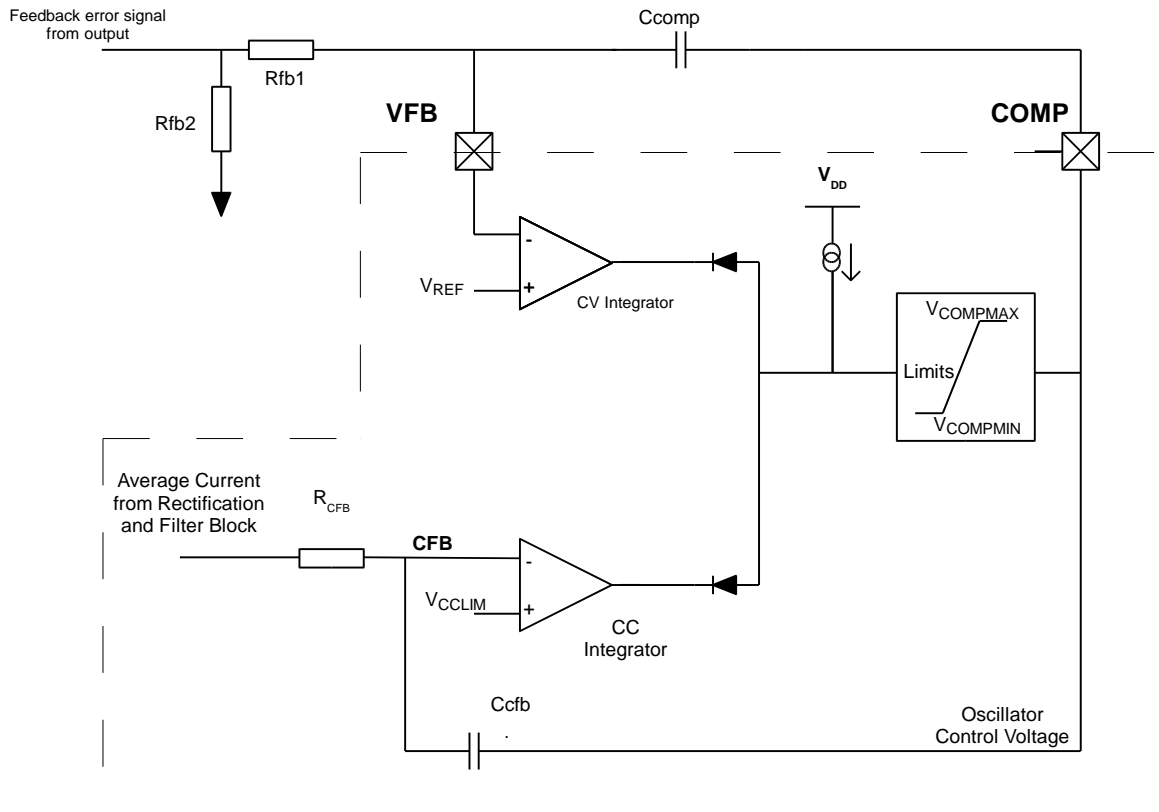 Feedback error signal
from output
Ccomp
Rfb1
Rfb2
VFB
COMP
VDD
-
VREF
+
CV Integrator
VCOMPMAX
Limits
VCOMPMIN
Average Current
from Rectification
and Filter Block
RCFB
CFB
-
VCCLIM
+
CC
Integrator
Ccfb
.
Oscillator
Control Voltage